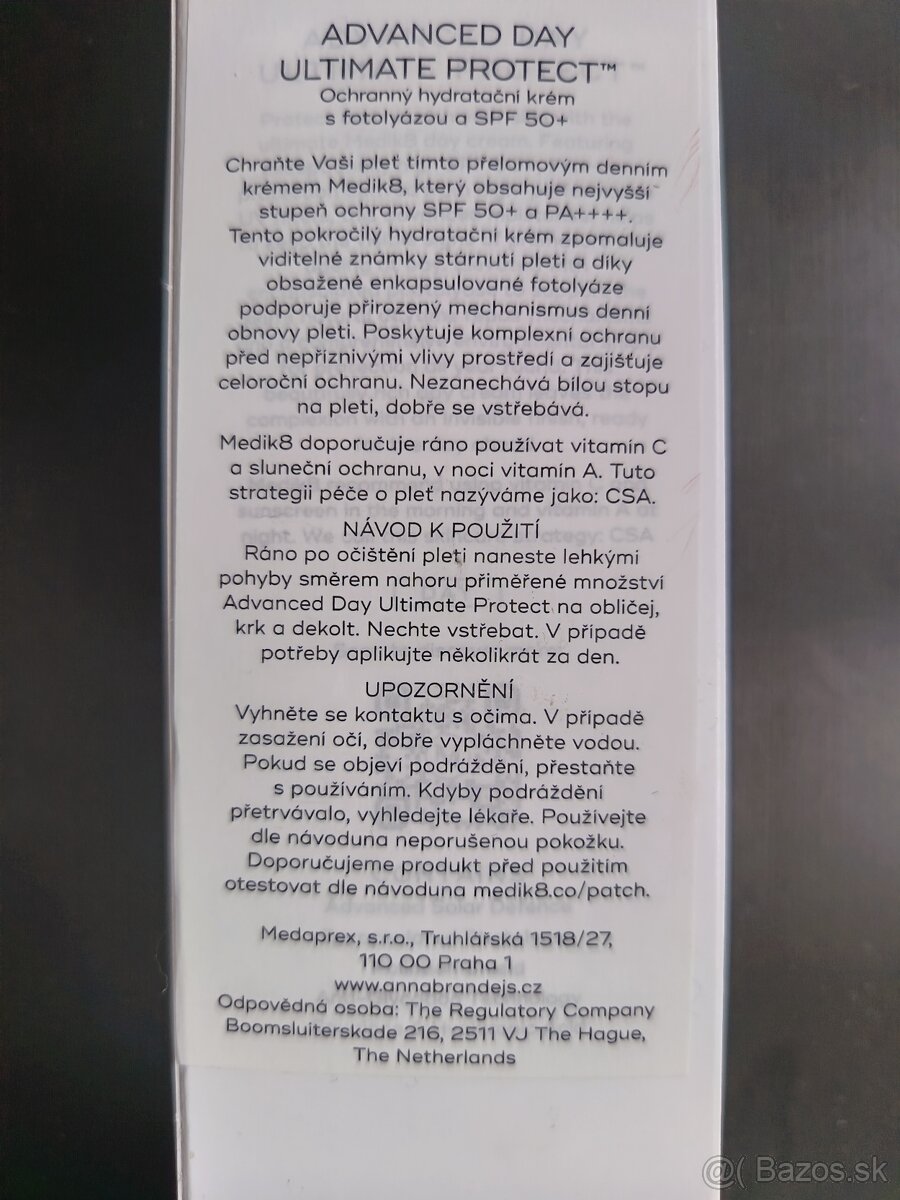 ADVANCED DAY
ULTIMATE PROTECT™
Ochranný hydratační krém
s fotolyázou a SPF 50+
Chraňte Vaši pleť tímto přelomovým denním
krémem Medik8, který obsahuje nejvyšší
stupeň ochrany SPF 50+ a PA++++.
Tento pokročilý hydratační krém zpomaluje
viditelné známky stárnutí pleti a díky
obsažené enkapsulované fotolyáze
podporuje přirozený mechanismus denní
obnovy pleti. Poskytuje komplexní ochranu
před nepříznivými vlivy prostředí a zajišťuje
celoroční ochranu. Nezanechává bílou stopu
na pleti, dobře se vstřebává.
Medik8 doporučuje ráno používat vitamín C
a sluneční ochranu, v noci vitamín A. Tuto
strategii péče o pleť nazýváme jako: CSA.
NÁVOD K POUŽITÍ
Ráno po očištění pleti naneste lehkými
pohyby směrem nahoru přiměřené množství
Advanced Day Ultimate Protect na obličej,
krk a dekolt. Nechte vstřebat. V případě
potřeby aplikujte několikrát za den.
UPOZORNĚNÍ
Vyhněte se kontaktu s očima. V případě
zasažení očí, dobře vypláchněte vodou.
Pokud se objeví podráždění, přestaňte
s používáním. Kdyby podráždění
přetrvávalo, vyhledejte lékaře. Používejte
dle návoduna neporušenou pokožku.
Doporučujeme produkt před použitím
otestovat dle návoduna medik8.co/patch.
Medaprex, s.r.o., Truhlářská 1518/27,
110 00 Praha 1
www.annabrandejs.cz
Odpovědná osoba: The Regulatory Company
Boomsluiterskade 216, 2511 VJ The Hague,
The Netherlands
@( Bazos.sk